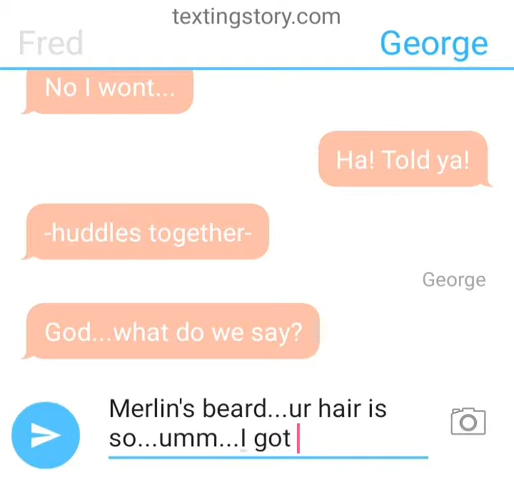 textingstory.com
Fred
George
No I wont...
Ha! Told ya!
-huddles together-
George
God...what do we say?
Merlin's beard...ur hair is
so...umm...I got